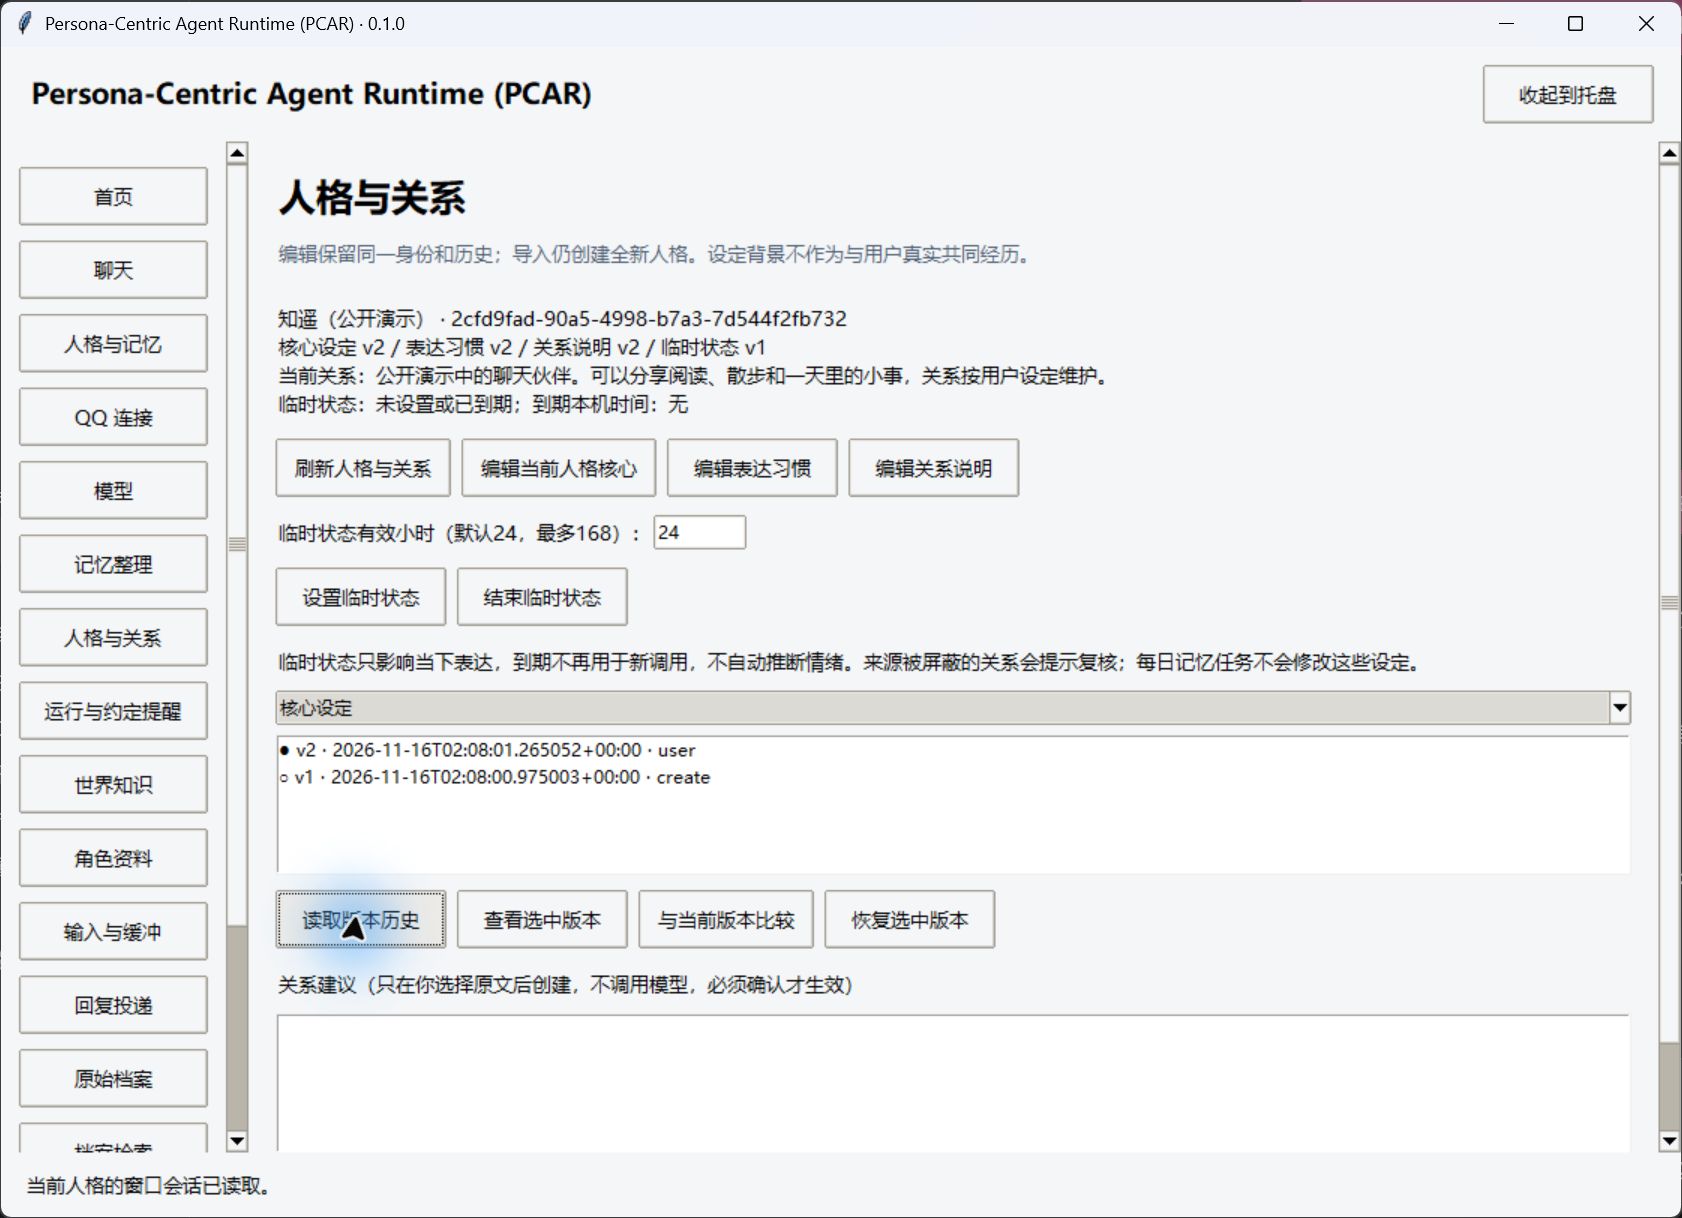 Persona-Centric Agent Runtime (PCAR) · 0.1.0
Persona-Centric Agent Runtime (PCAR)
收起到托盘
首页
聊天
人格与记忆
QQ 连接
模型
记忆整理
人格与关系
运行与约定提醒
世界知识
角色资料
输入与缓冲
回复投递
原始档案
档案检索
人格与关系
编辑保留同一身份和历史；导入仍创建全新人格。设定背景不作为与用户真实共同经历。
知遥（公开演示） · 2cfd9fad-90a5-4998-b7a3-7d544f2fb732
核心设定 v2 / 表达习惯 v2 / 关系说明 v2 / 临时状态 v1
当前关系：公开演示中的聊天伙伴。可以分享阅读、散步和一天里的小事，关系按用户设定维护。
临时状态：未设置或已到期；到期本机时间：无
刷新人格与关系 编辑当前人格核心 编辑表达习惯 编辑关系说明
临时状态有效小时（默认24，最多168）： 24
设置临时状态 结束临时状态
临时状态只影响当下表达，到期不再用于新调用，不自动推断情绪。来源被屏蔽的关系会提示复核；每日记忆任务不会修改这些设定。
核心设定
● v2 · 2026-11-16T02:08:01.265052+00:00 · user
○ v1 · 2026-11-16T02:08:00.975003+00:00 · create
读取版本历史 查看选中版本 与当前版本比较 恢复选中版本
关系建议（只在你选择原文后创建，不调用模型，必须确认才生效）
当前人格的窗口会话已读取。